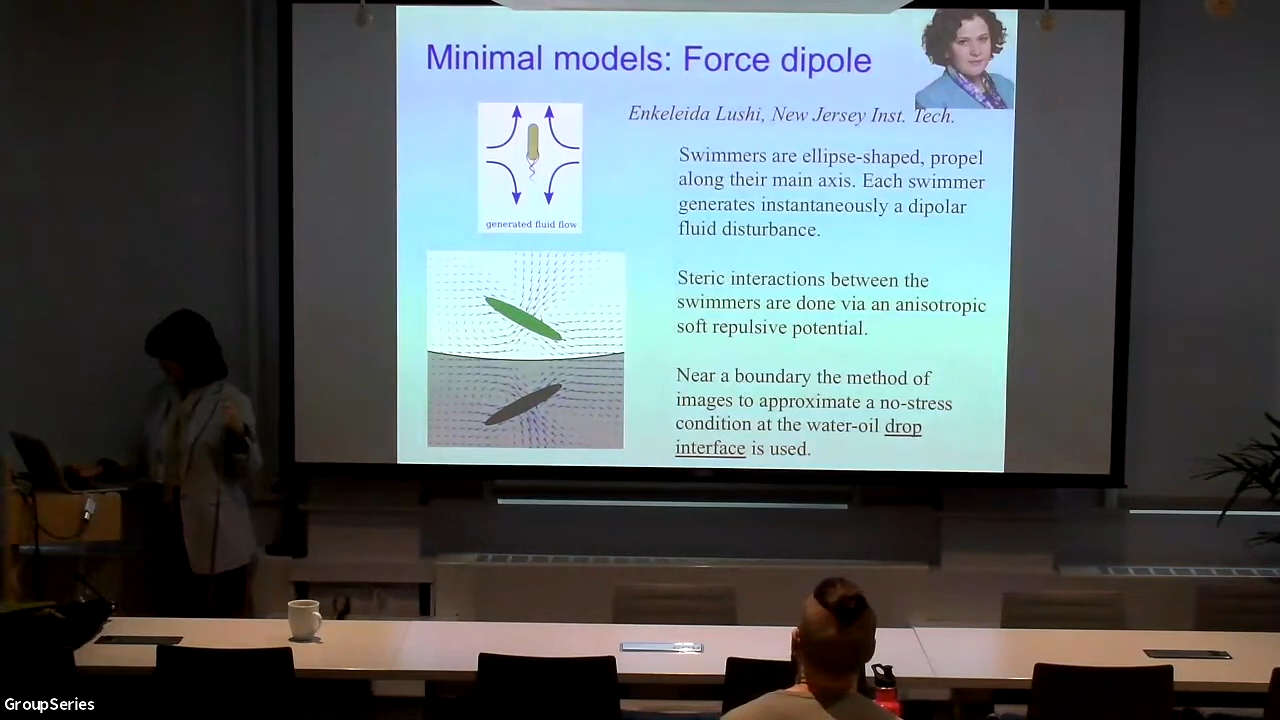 Minimal models: Force dipole
Enkeleida Lushi, New Jersey Inst. Tech.
generated fluid flow
Swimmers are ellipse-shaped, propel
along their main axis. Each swimmer
generates instantaneously a dipolar
fluid disturbance.
Steric interactions between the
swimmers are done via an anisotropic
soft repulsive potential.
Near a boundary the method of
images to approximate a no-stress
condition at the water-oil drop
interface is used.
GroupSeries